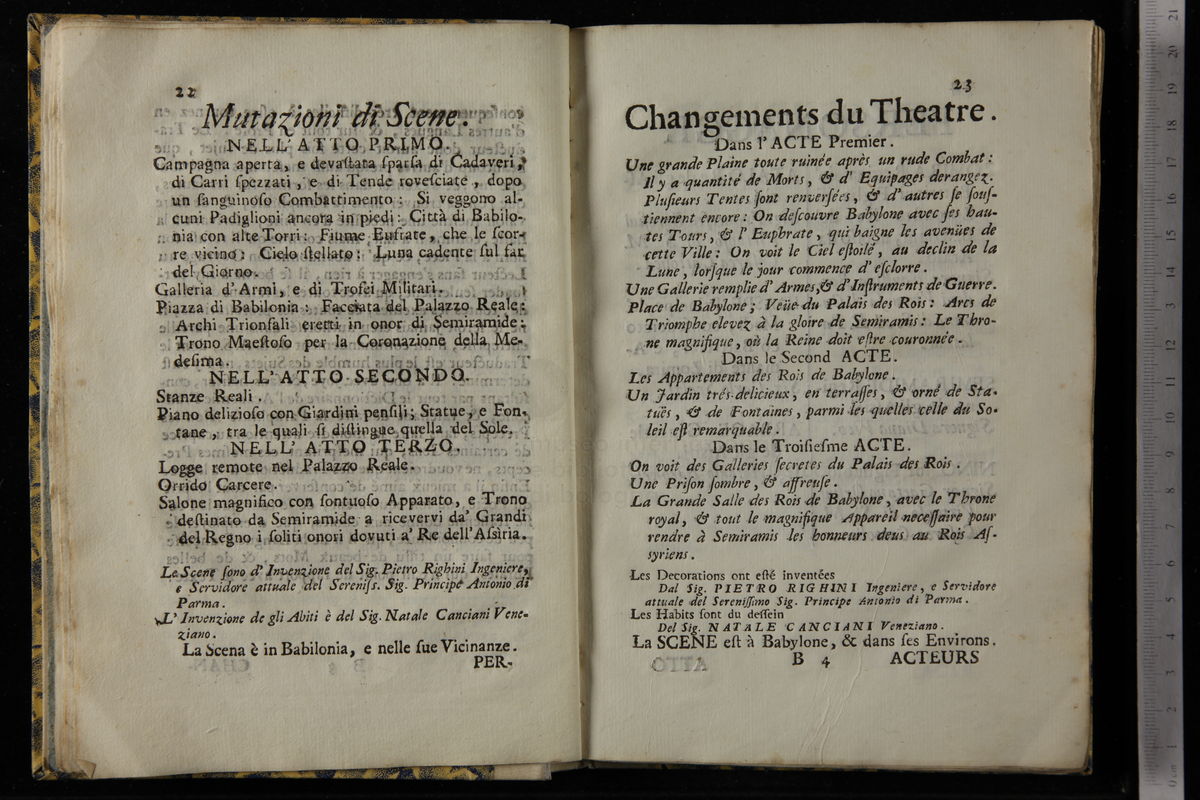 22
Mutazioni di Scene.
NELL' ATTO PRIMO.
Campagna aperta, e devaſtata ſparſa di Cadaveri,
di Carri ſpezzati, e di Tende roveſciate, dopo
un ſanguinoſo Combattimento: Si veggono al-
cuni Padiglioni ancora in piedi: Città di Babilo-
nia con alte Torri: Fiume Eufrate, che le ſcor-
re vicino: Cielo ſtellato: Luna cadente ſul far
del Giorno.
Galleria d'Armi, e di Trofei Militari.
Piazza di Babilonia: Facciata del Palazzo Reale:
Archi Trionfali eretti in onor di Semiramide:
Trono Maeſtoſo per la Coronazione della Me-
deſima.
NELL' ATTO SECONDO.
Stanze Reali.
Piano delizioſo con Giardini penſili; Statue, e Fon-
tane, tra le quali ſi diſtingue quella del Sole.
NELL' ATTO TERZO.
Logge remote nel Palazzo Reale.
Orrido Carcere.
Salone magnifico con ſontuoſo Apparato, e Trono
deſtinato da Semiramide a ricevervi da' Grandi
del Regno i ſoliti onori dovuti a' Re dell'Aſsiria.
Le Scene ſono d' Invenzione del Sig. Pietro Righini Ingeniere,
e Servidore attuale del Sereniſs. Sig. Principe Antonio di
Parma.
L' Invenzione de gli Abiti è del Sig. Natale Canciani Vene-
ziano.
La Scena è in Babilonia, e nelle ſue Vicinanze.
PER-
23
Changements du Theatre.
Dans l'ACTE Premier.
Une grande Plaine toute ruinée après un rude Combat:
Il y a quantité de Morts, & d' Equipages derangez.
Pluſieurs Tentes ſont renverſées, & d' autres ſe ſouſ-
tiennent encore: On deſcouvre Babylone avec ſes hau-
tes Tours, & l' Euphrate, qui baigne les avenües de
cette Ville: On voit le Ciel eſtoilé, au declin de la
Lune, lorſque le jour commence d' eſclorre.
Une Gallerie remplie d' Armes, & d' Inſtruments de Guerre.
Place de Babylone; Veüe du Palais des Rois: Arcs de
Triomphe elevez à la gloire de Semiramis: Le Thro-
ne magnifique, où la Reine doit eſtre couronnée.
Dans le Second ACTE.
Les Appartements des Rois de Babylone.
Un Jardin trés-delicieux, en terraſſes, & orné de Sta-
tuës, & de Fontaines, parmi les quelles celle du So-
leil eſt remarquable.
Dans le Troiſieſme ACTE.
On voit des Galleries ſecretes du Palais des Rois.
Une Priſon ſombre, & affreuſe.
La Grande Salle des Rois de Babylone, avec le Throne
royal, & tout le magnifique Appareil neceſſaire pour
rendre à Semiramis les honneurs deus au Rois Aſ-
syriens.
Les Decorations ont eſté inventées
Dal Sig. PIETRO RIGHINI Ingeniere, e Servidore
attuale del Sereniſſimo Sig. Principe Antonio di Parma.
Les Habits ſont du deſſein
Del Sig. NATALE CANCIANI Veneziano.
La SCENE eſt à Babylone, & dans ſes Environs.
B 4 ACTEURS